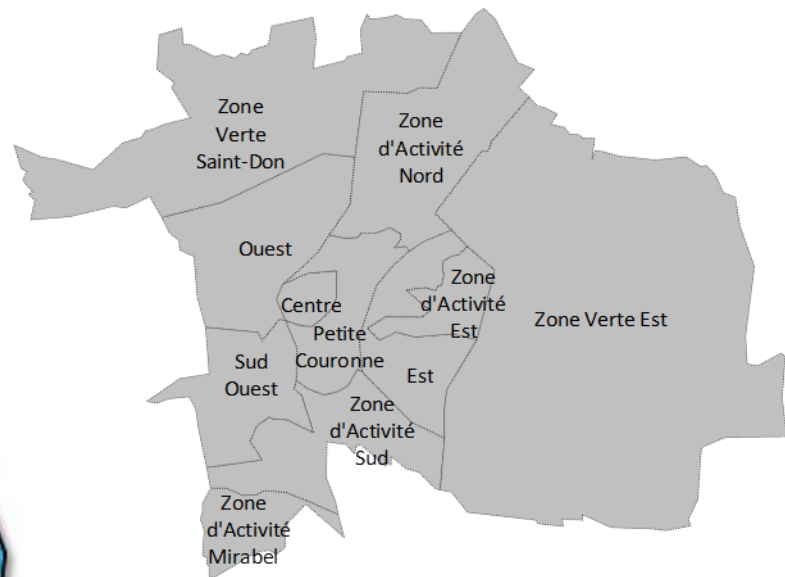 Zone
Verte
Saint-Don
Zone
d'Activité
Nord
Ouest
Centre
Zone
d'Activité
Est
Zone Verte Est
Petite
Couronne
Sud
Ouest
Est
Zone
d'Activité
Sud
Zone
d'Activité
Mirabel